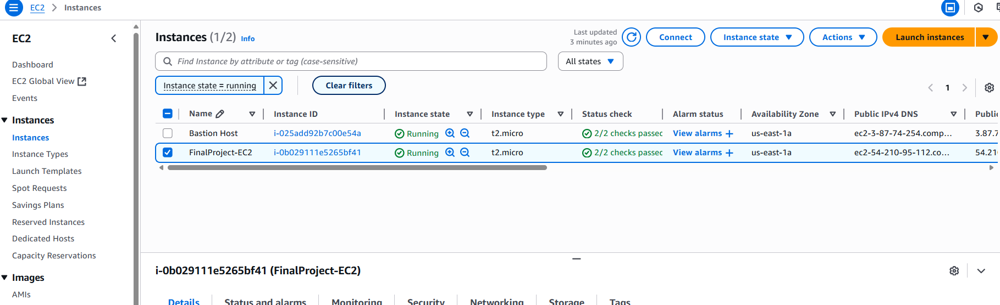 EC2 > Instances
EC2
Dashboard
EC2 Global View
Events
Instances
Instances
Instance Types
Launch Templates
Spot Requests
Savings Plans
Reserved Instances
Dedicated Hosts
Capacity Reservations
Images
AMIs
Instances (1/2) Info
Last updated
3 minutes ago
Connect
Instance state
Actions
Launch instances
Find Instance by attribute or tag (case-sensitive)
All states
Instance state = running
Clear filters
1
Name Instance ID Instance state Instance type Status check Alarm status Availability Zone Public IPv4 DNS Publi
Bastion Host i-025add92b7c00e54a Running t2.micro 2/2 checks passec View alarms + us-east-1a ec2-3-87-74-254.comp... 3.87.7
FinalProject-EC2 i-0b029111e5265bf41 Running t2.micro 2/2 checks passec View alarms + us-east-1a ec2-54-210-95-112.co... 54.21
i-0b029111e5265bf41 (FinalProject-EC2)
Details Status and alarms Monitoring Security Networking Storage Tags